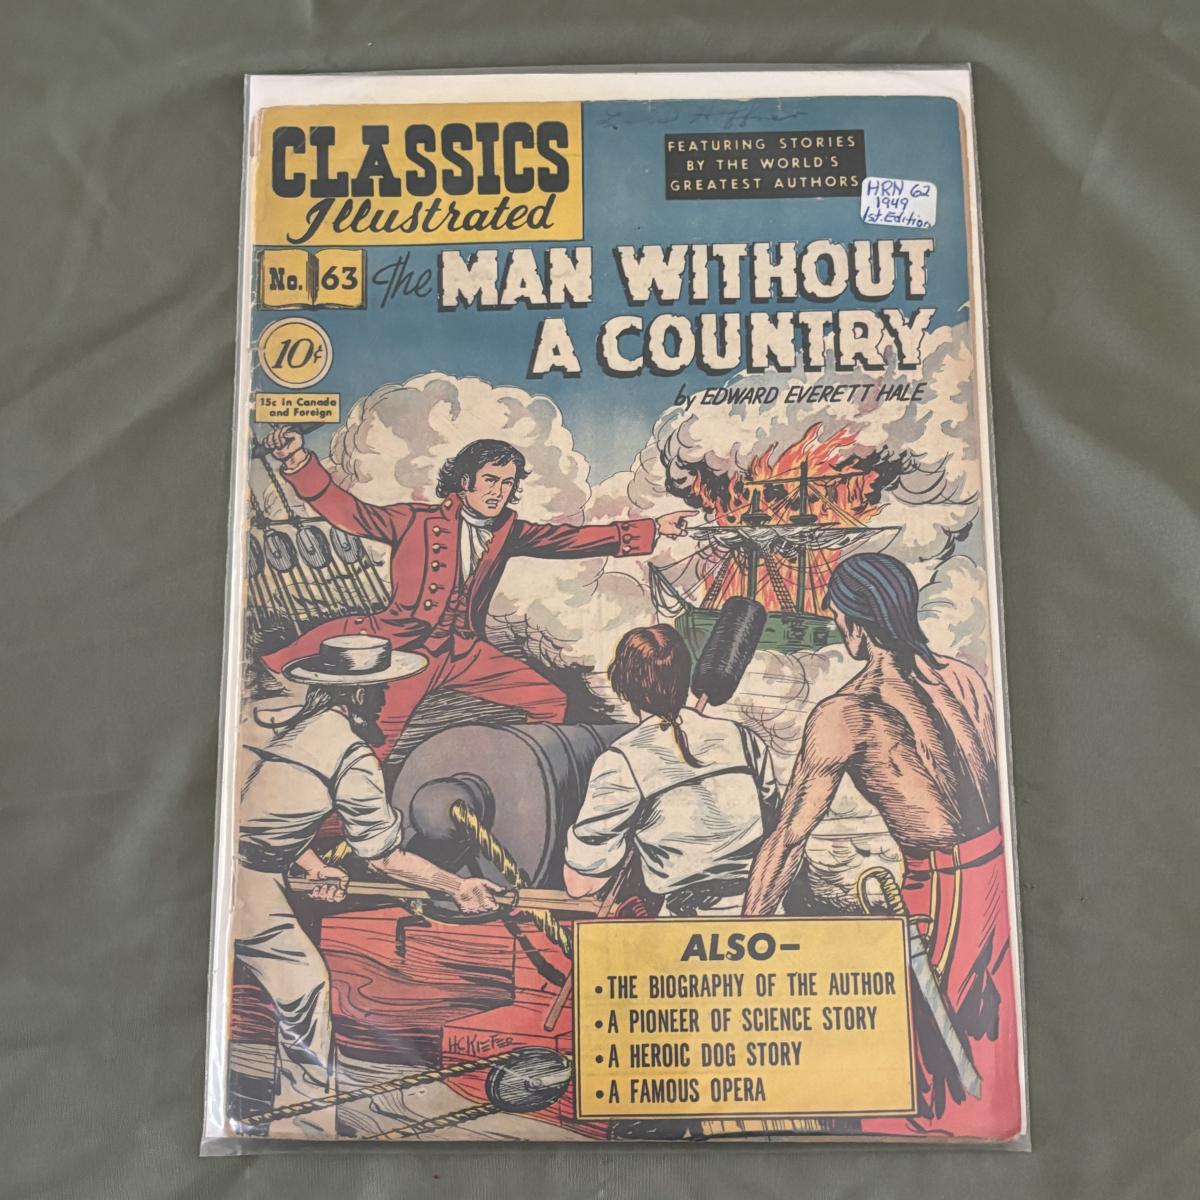 CLASSICS
Illustrated
FEATURING STORIES
BY THE WORLD'S
GREATEST AUTHORS
HRN 62
1949
1st. Edition
No. 63
The MAN WITHOUT
A COUNTRY
by EDWARD EVERETT HALE
10¢
15c in Canada
and Foreign
HCKIEFER
ALSO—
• THE BIOGRAPHY OF THE AUTHOR
• A PIONEER OF SCIENCE STORY
• A HEROIC DOG STORY
• A FAMOUS OPERA